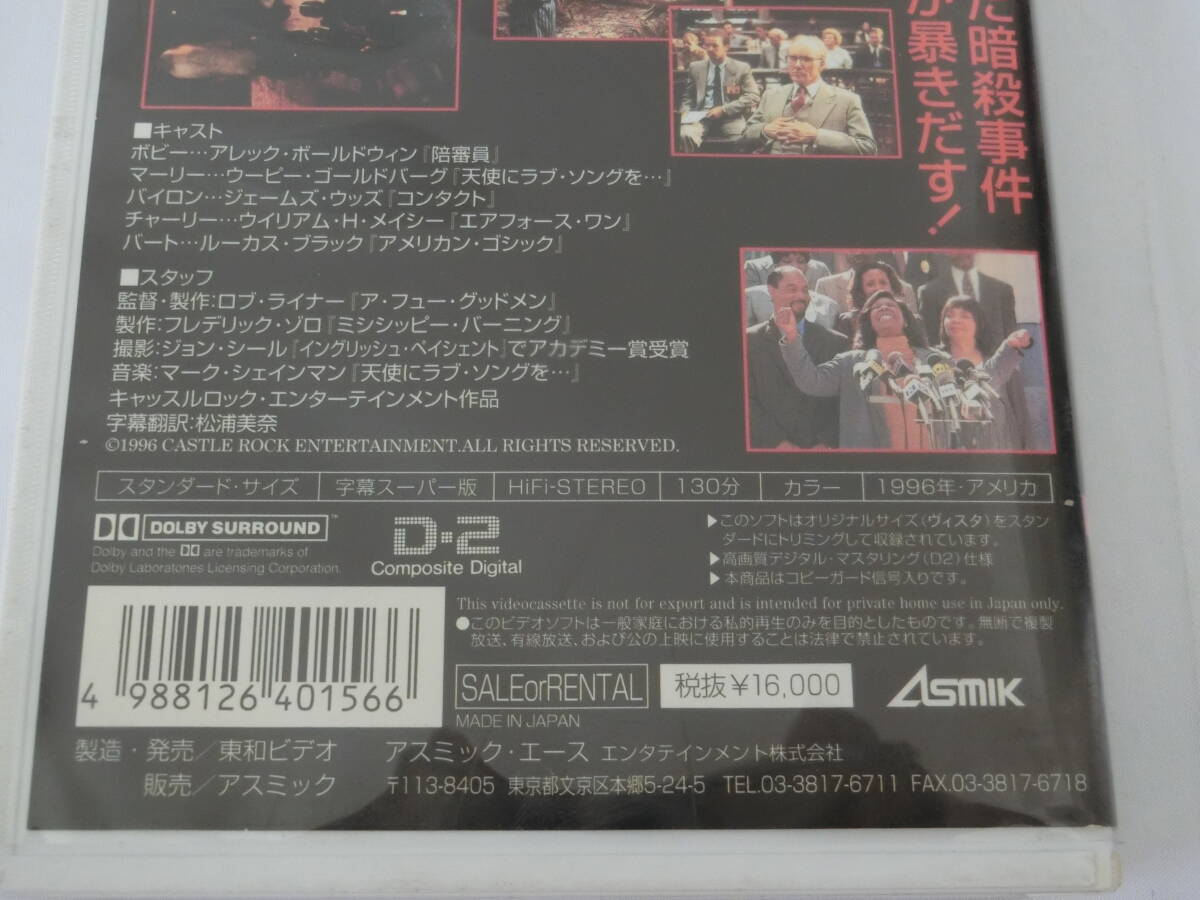 た暗殺事件
が暴きだす!
■キャスト
ボビー…アレック・ボールドウィン『陪審員』
マーリー…ウーピー・ゴールドバーグ『天使にラブ・ソングを…』
バイロン…ジェームズ・ウッズ『コンタクト』
チャーリー…ウイリアム・H・メイシー『エアフォース・ワン』
バート…ルーカス・ブラック『アメリカン・ゴシック』
■スタッフ
監督・製作:ロブ・ライナー『ア・フュー・グッドメン』
製作:フレデリック・ゾロ『ミシシッピー・バーニング』
撮影:ジョン・シール『イングリッシュ・ペイシェント』でアカデミー賞受賞
音楽:マーク・シェインマン『天使にラブ・ソングを…』
キャッスルロック・エンターテインメント作品
字幕翻訳:松浦美奈
©1996 CASTLE ROCK ENTERTAINMENT.ALL RIGHTS RESERVED.
スタンダード・サイズ 字幕スーパー版 HiFi-STEREO 130分 カラー 1996年・アメリカ
DOLBY SURROUND™
Dolby and the DD are trademarks of
Dolby Laboratories Licensing Corporation.
D-2
Composite Digital
▶このソフトはオリジナルサイズ(ヴィスタ)をスタン
ダードにトリミングして収録されています。
▶高画質デジタル・マスタリング(D2)仕様
▶本商品はコピーガード信号入りです。
This videocassette is not for export and is intended for private home use in Japan only.
●このビデオソフトは一般家庭における私的再生のみを目的としたものです。無断で複製
放送、有線放送、および公の上映に使用することは法律で禁止されています。
4 988126 401566
SALEorRENTAL
税抜¥16,000
ASMIK
MADE IN JAPAN
製造・発売/東和ビデオ
販売/アスミック
アスミック・エース エンタテインメント株式会社
〒113-8405 東京都文京区本郷5-24-5 TEL.03-3817-6711 FAX.03-3817-6718